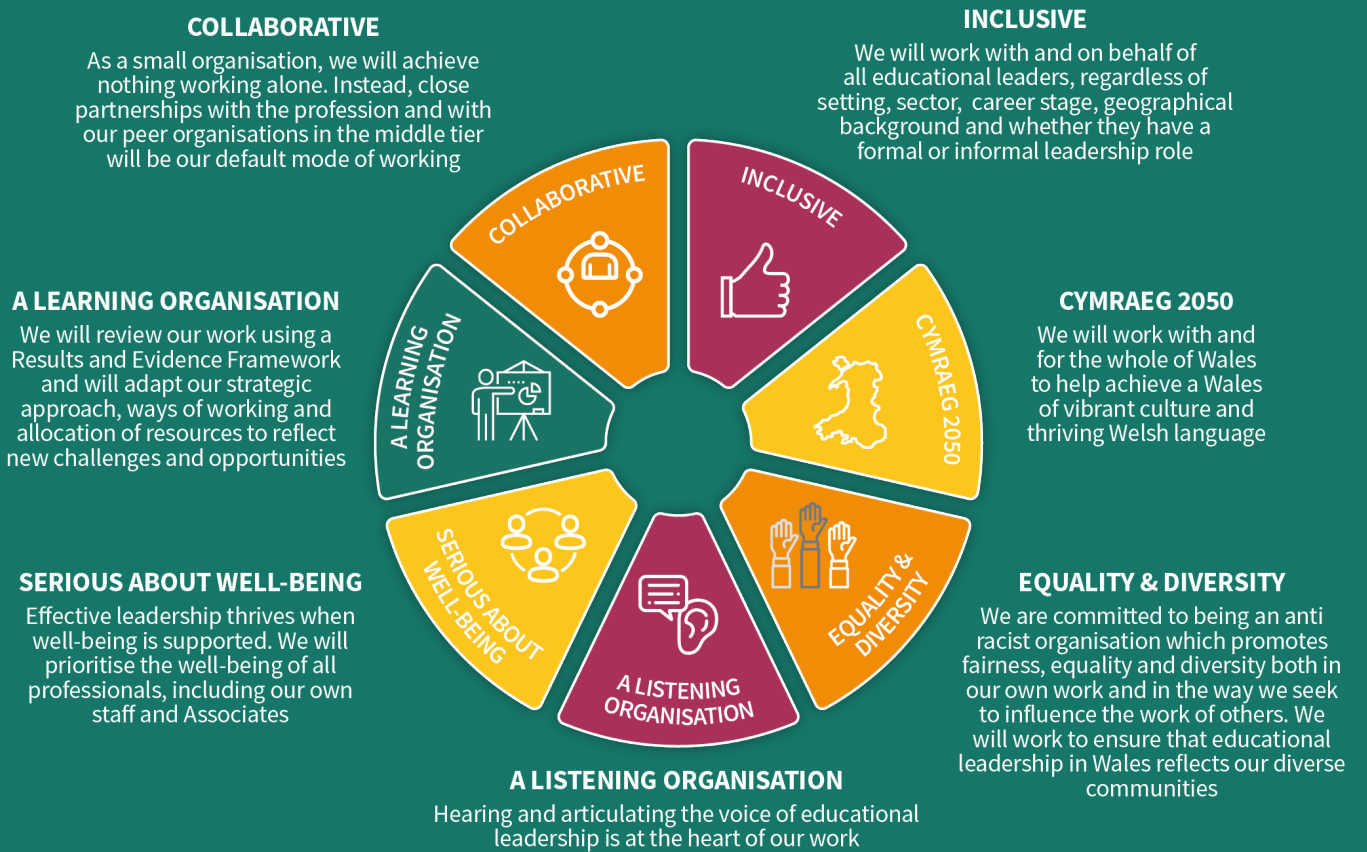 COLLABORATIVE
As a small organisation, we will achieve
nothing working alone. Instead, close
partnerships with the profession and with
our peer organisations in the middle tier
will be our default mode of working
INCLUSIVE
We will work with and on behalf of
all educational leaders, regardless of
setting, sector, career stage, geographical
background and whether they have a
formal or informal leadership role
A LEARNING ORGANISATION
We will review our work using a
Results and Evidence Framework
and will adapt our strategic
approach, ways of working and
allocation of resources to reflect
new challenges and opportunities
CYMRAEG 2050
We will work with and
for the whole of Wales
to help achieve a Wales
of vibrant culture and
thriving Welsh language
SERIOUS ABOUT WELL-BEING
Effective leadership thrives when
well-being is supported. We will
prioritise the well-being of all
professionals, including our own
staff and Associates
EQUALITY & DIVERSITY
We are committed to being an anti
racist organisation which promotes
fairness, equality and diversity both in
our own work and in the way we seek
to influence the work of others. We
will work to ensure that educational
leadership in Wales reflects our diverse
communities
A LISTENING ORGANISATION
Hearing and articulating the voice of educational
leadership is at the heart of our work
COLLABORATIVE
INCLUSIVE
CYMRAEG 2050
EQUALITY &
DIVERSITY
A LISTENING
ORGANISATION
SERIOUS ABOUT
WELL-BEING
A LEARNING
ORGANISATION